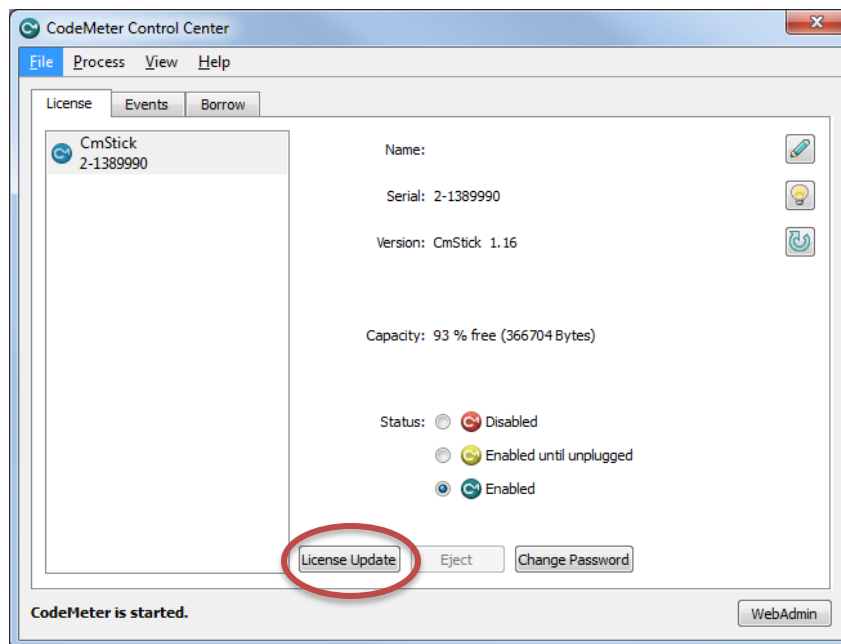 CodeMeter Control Center
File Process View Help
License Events Borrow
CmStick
2-1389990
Name:
Serial: 2-1389990
Version: CmStick 1.16
Capacity: 93 % free (366704 Bytes)
Status: Disabled
Enabled until unplugged
Enabled
License Update Eject Change Password
CodeMeter is started.
WebAdmin